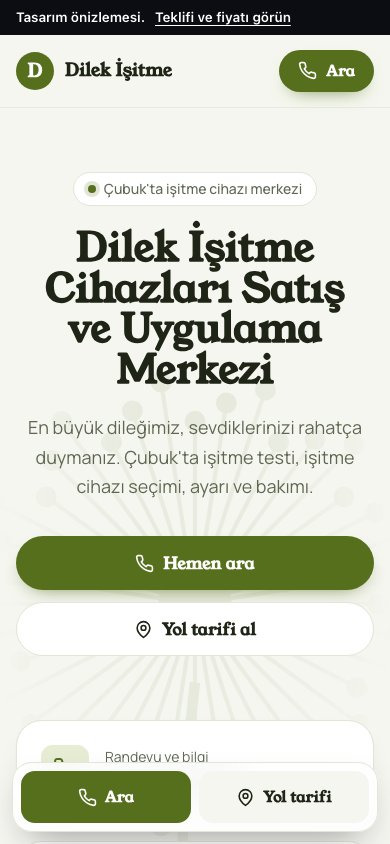 Tasarım önizlemesi. Teklifi ve fiyatı görün
D Dilek İşitme Ara
Çubuk'ta işitme cihazı merkezi
Dilek İşitme
Cihazları Satış
ve Uygulama
Merkezi
En büyük dileğimiz, sevdiklerinizi rahatça
duymanız. Çubuk'ta işitme testi, işitme
cihazı seçimi, ayarı ve bakımı.
Hemen ara
Yol tarifi al
Randevu ve bilgi
Ara Yol tarifi